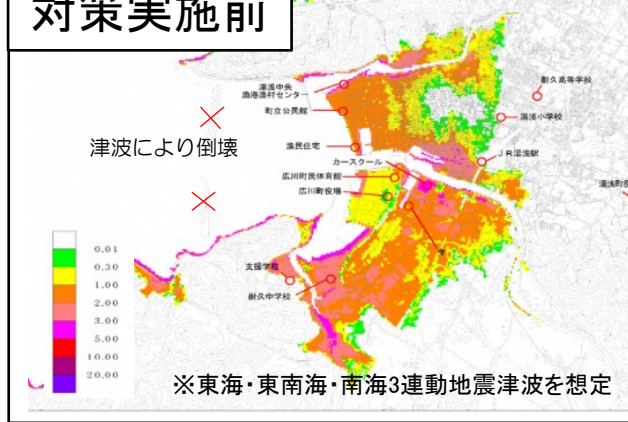 対策実施前
湯浅中央
漁港漁村センター
町立公民館
耐久高等学校
湯浅小学校
津波により倒壊
漁民住宅
カースクール
JR湯浅駅
広川町民体育館
広川町役場
湯浅町役
支援学校
耐久中学校
0.01
0.30
1.00
2.00
3.00
5.00
10.00
20.00
※東海・東南海・南海3連動地震津波を想定